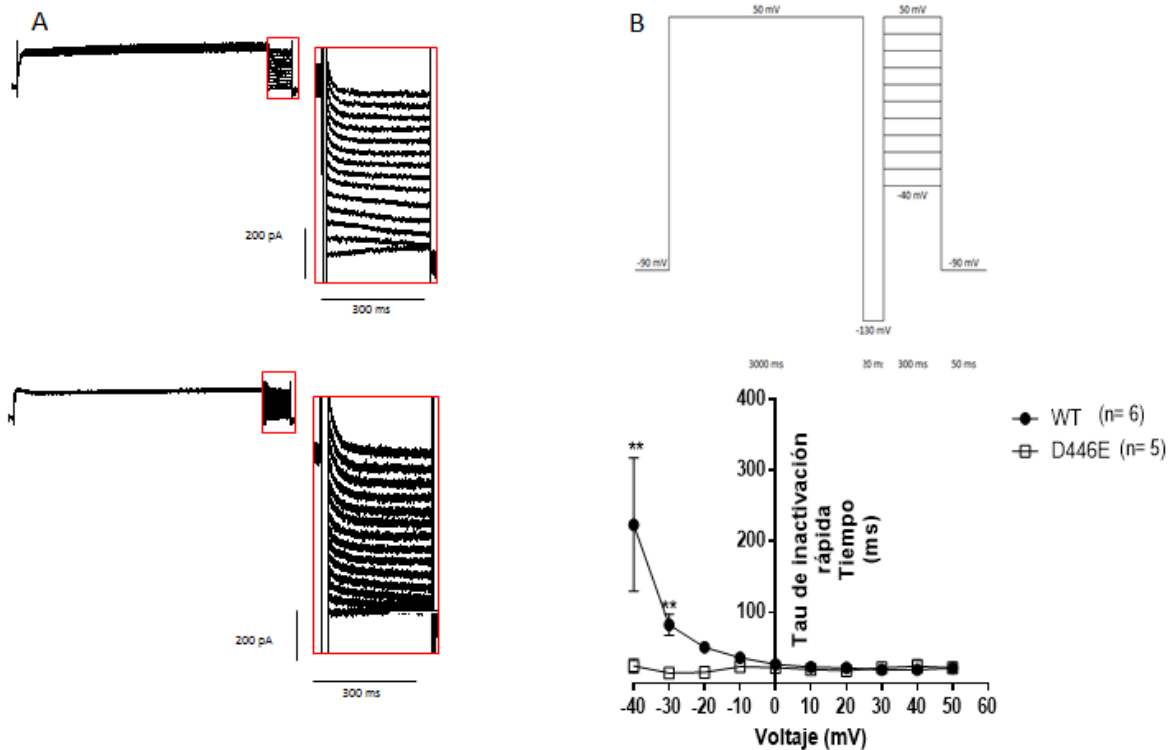 A
200 pA
300 ms
200 pA
300 ms
B
50 mV
50 mV
-40 mV
-90 mV
-90 mV
-130 mV
3000 ms
300 ms
50 ms
400
300
200
100
Tau de inactivación
rápida
Tiempo
(ms)
**
**
-40 -30 -20 -10 0 10 20 30 40 50 60
Voltaje (mV)
WT (n= 6)
D446E (n= 5)